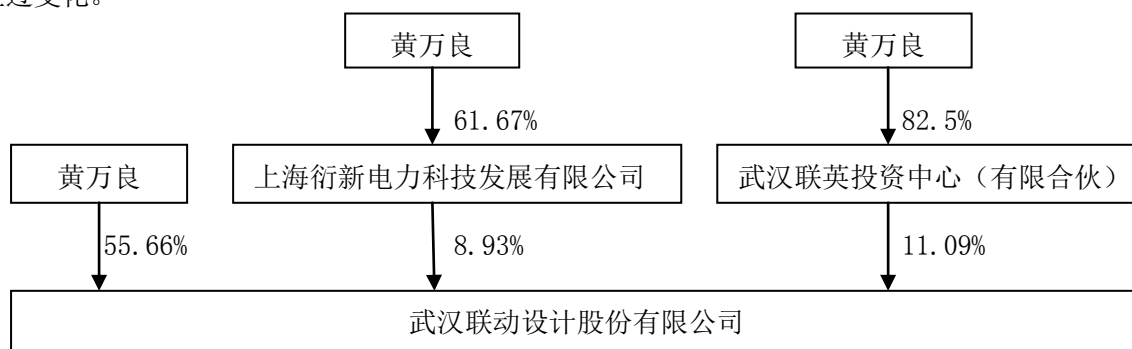 黄万良 黄万良
61.67% 82.5%
黄万良 上海衍新电力科技发展有限公司 武汉联英投资中心（有限合伙）
55.66% 8.93% 11.09%
武汉联动设计股份有限公司